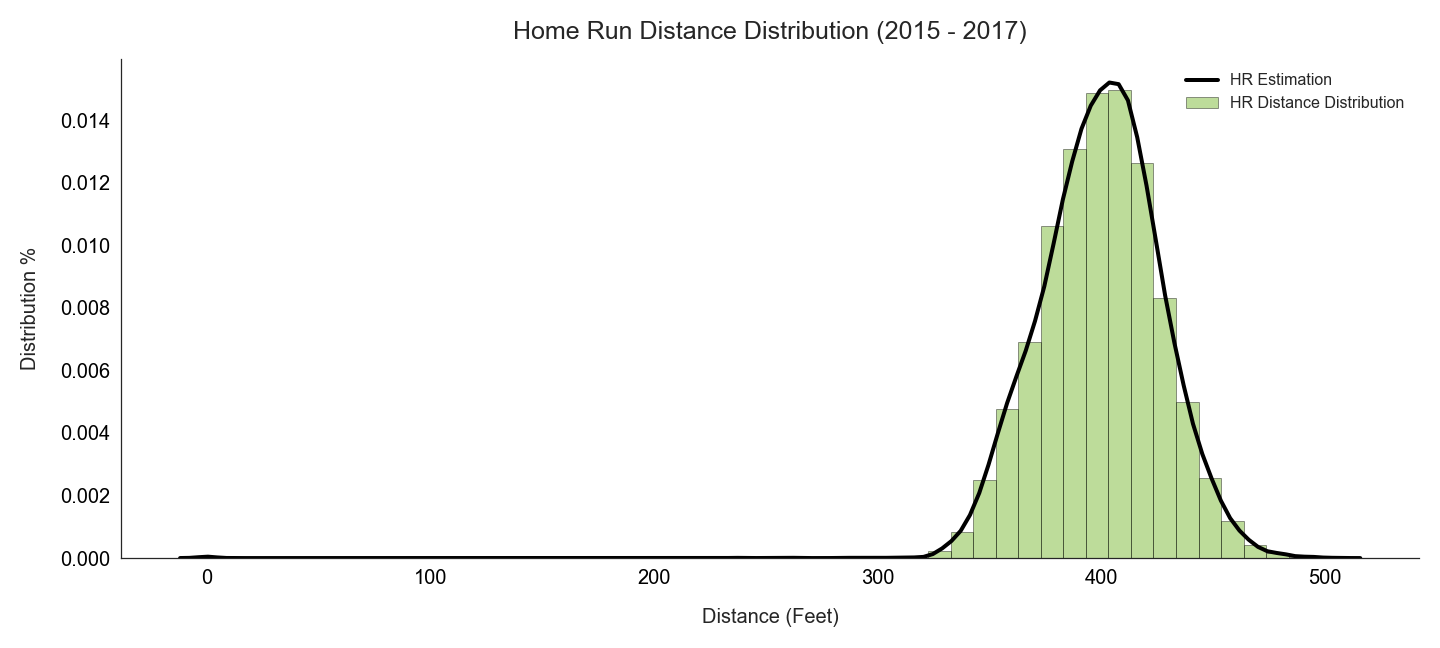 Home Run Distance Distribution (2015 - 2017)
HR Estimation
HR Distance Distribution
Distribution %
0.014
0.012
0.010
0.008
0.006
0.004
0.002
0.000
0 100 200 300 400 500
Distance (Feet)